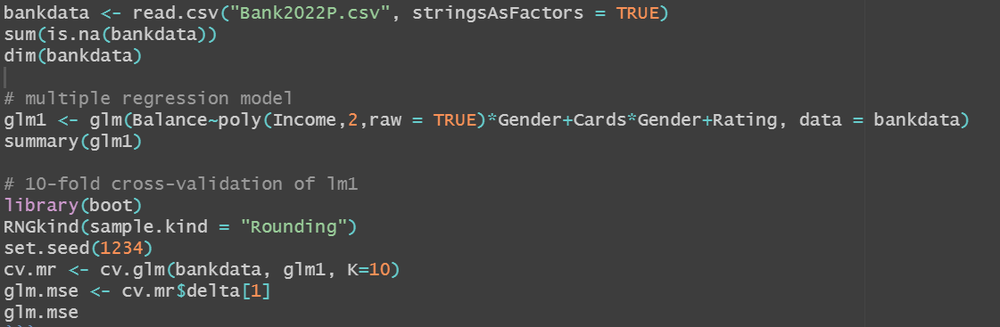 bankdata <- read.csv("Bank2022P.csv", stringsAsFactors = TRUE)
sum(is.na(bankdata))
dim(bankdata)
# multiple regression model
glm1 <- glm(Balance~poly(Income,2,raw = TRUE)*Gender+Cards*Gender+Rating, data = bankdata)
summary(glm1)
# 10-fold cross-validation of lm1
library(boot)
RNGkind(sample.kind = "Rounding")
set.seed(1234)
cv.mr <- cv.glm(bankdata, glm1, K=10)
glm.mse <- cv.mr$delta[1]
glm.mse